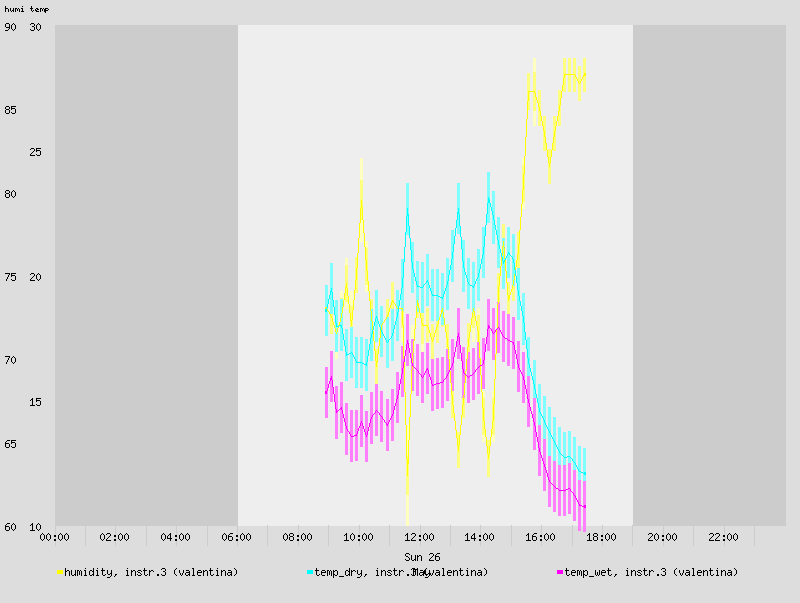 humi temp
90 30
85
25
80
75 20
70
15
65
60 10
00:00 02:00 04:00 06:00 08:00 10:00 12:00 14:00 16:00 18:00 20:00 22:00
Sun 26
May
humidity, instr.3 (valentina) temp_dry, instr.3 (valentina) temp_wet, instr.3 (valentina)